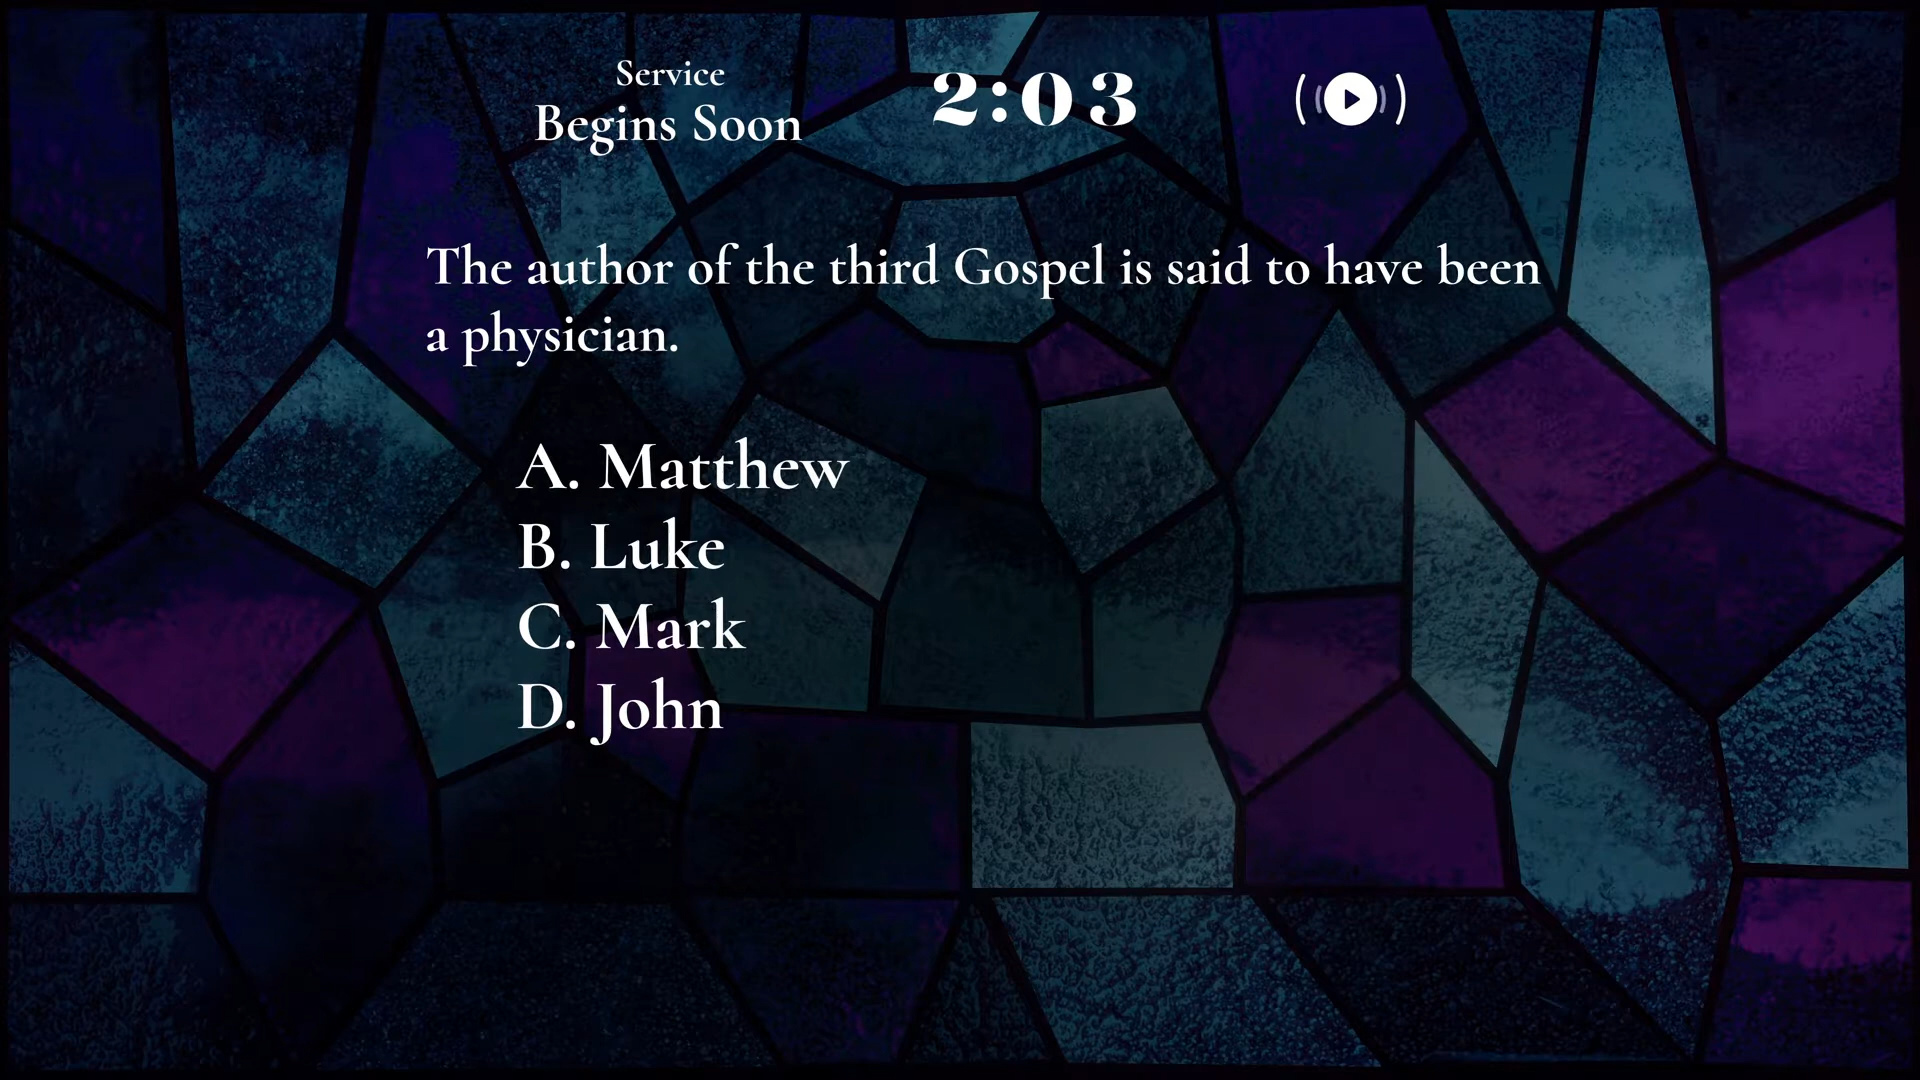 Service
Begins Soon
2:03
The author of the third Gospel is said to have been
a physician.
A. Matthew
B. Luke
C. Mark
D. John